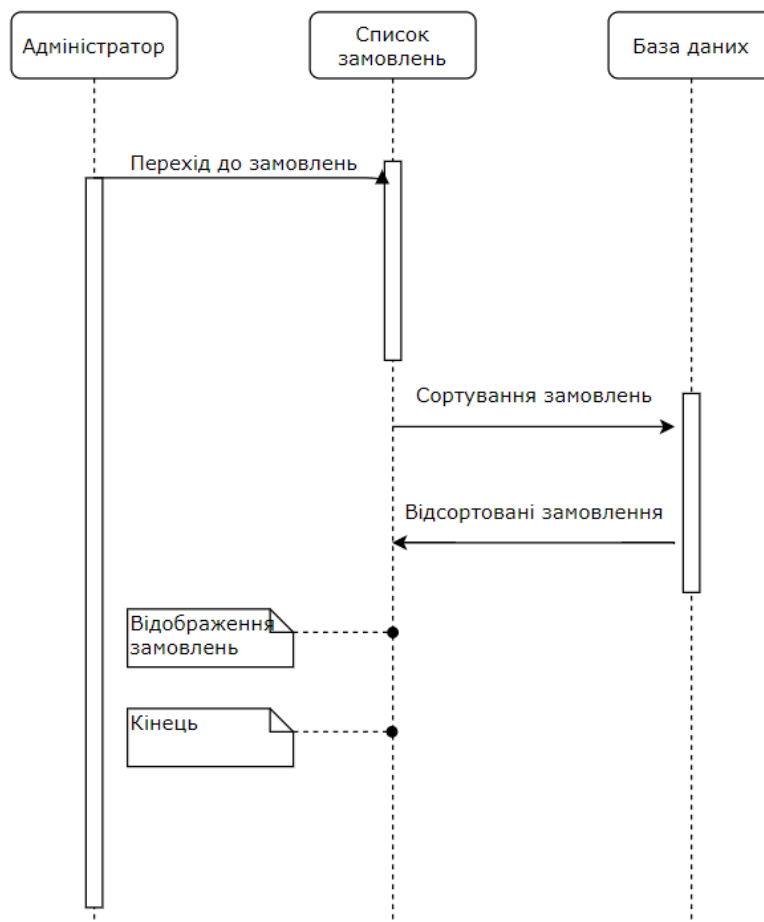 Адміністратор
Список
замовлень
База даних
Перехід до замовлень
Сортування замовлень
Відсортовані замовлення
Відображення
замовлень
Кінець